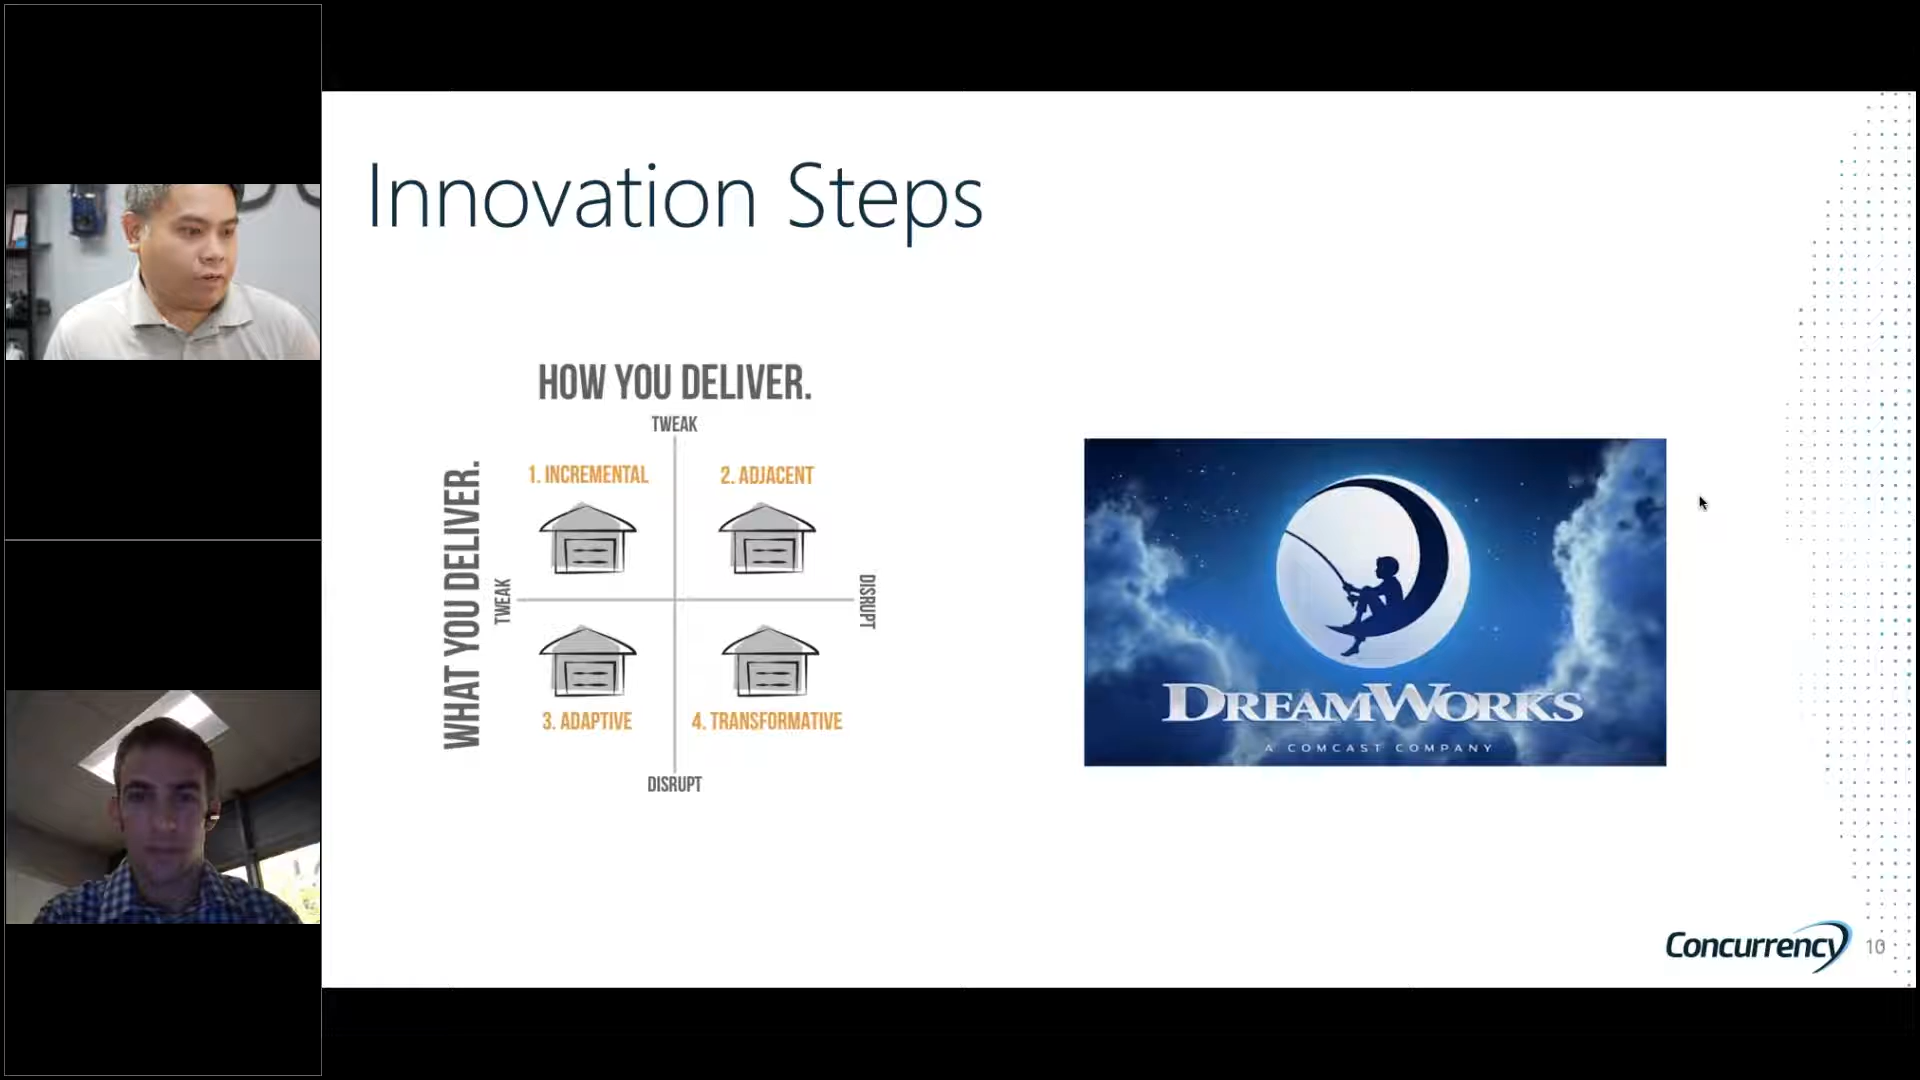 Innovation Steps
HOW YOU DELIVER.
TWEAK
1. INCREMENTAL
2. ADJACENT
WHAT YOU DELIVER.
TWEAK
DISRUPT
3. ADAPTIVE
4. TRANSFORMATIVE
DISRUPT
DREAMWORKS
A COMCAST COMPANY
Concurrency
10